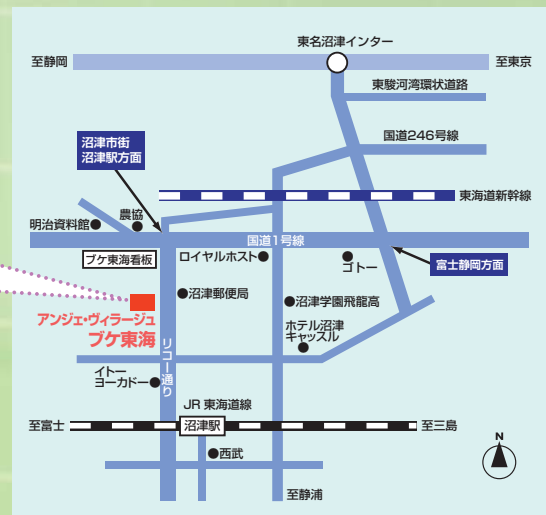 東名沼津インター
至静岡
至東京
東駿河湾環状道路
国道246号線
沼津市街
沼津駅方面
東海道新幹線
明治資料館
農協
国道1号線
ブケ東海看板
ロイヤルホスト
ゴトー
富士静岡方面
沼津郵便局
沼津学園飛龍高
アンジェ・ヴィラージュ
ブケ東海
ホテル沼津
キャッスル
リコー通り
イトー
ヨーカドー
JR 東海道線
至富士
沼津駅
至三島
西武
至静浦
N